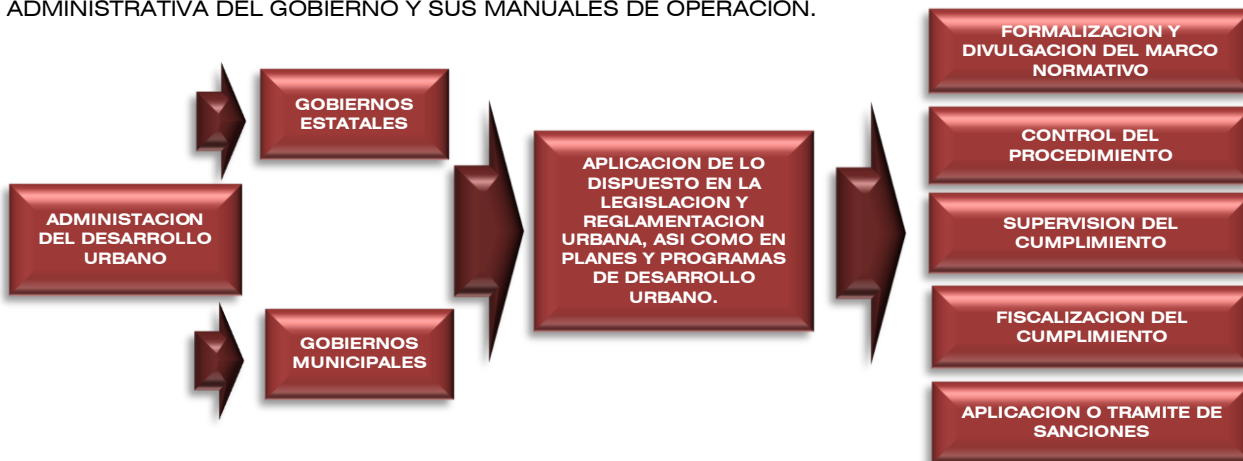 ADMINISTRATIVA DEL GOBIERNO Y SUS MANUALES DE OPERACIÓN.
ADMINISTACION
DEL DESARROLLO
URBANO
GOBIERNOS
ESTATALES
GOBIERNOS
MUNICIPALES
APLICACION DE LO
DISPUESTO EN LA
LEGISLACION Y
REGLAMENTACION
URBANA, ASI COMO EN
PLANES Y PROGRAMAS
DE DESARROLLO
URBANO.
FORMALIZACION Y
DIVULGACION DEL MARCO
NORMATIVO
CONTROL DEL
PROCEDIMIENTO
SUPERVISION DEL
CUMPLIMIENTO
FISCALIZACION DEL
CUMPLIMIENTO
APLICACION O TRAMITE DE
SANCIONES